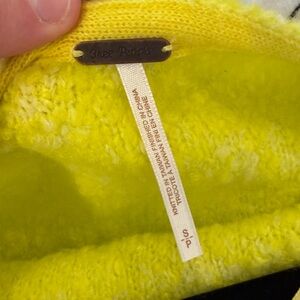 Free People
KNITTED IN TAIWAN FINISHED IN CHINA
TRICOTÉ A TAIWAN FINI EN CHINE
P/S